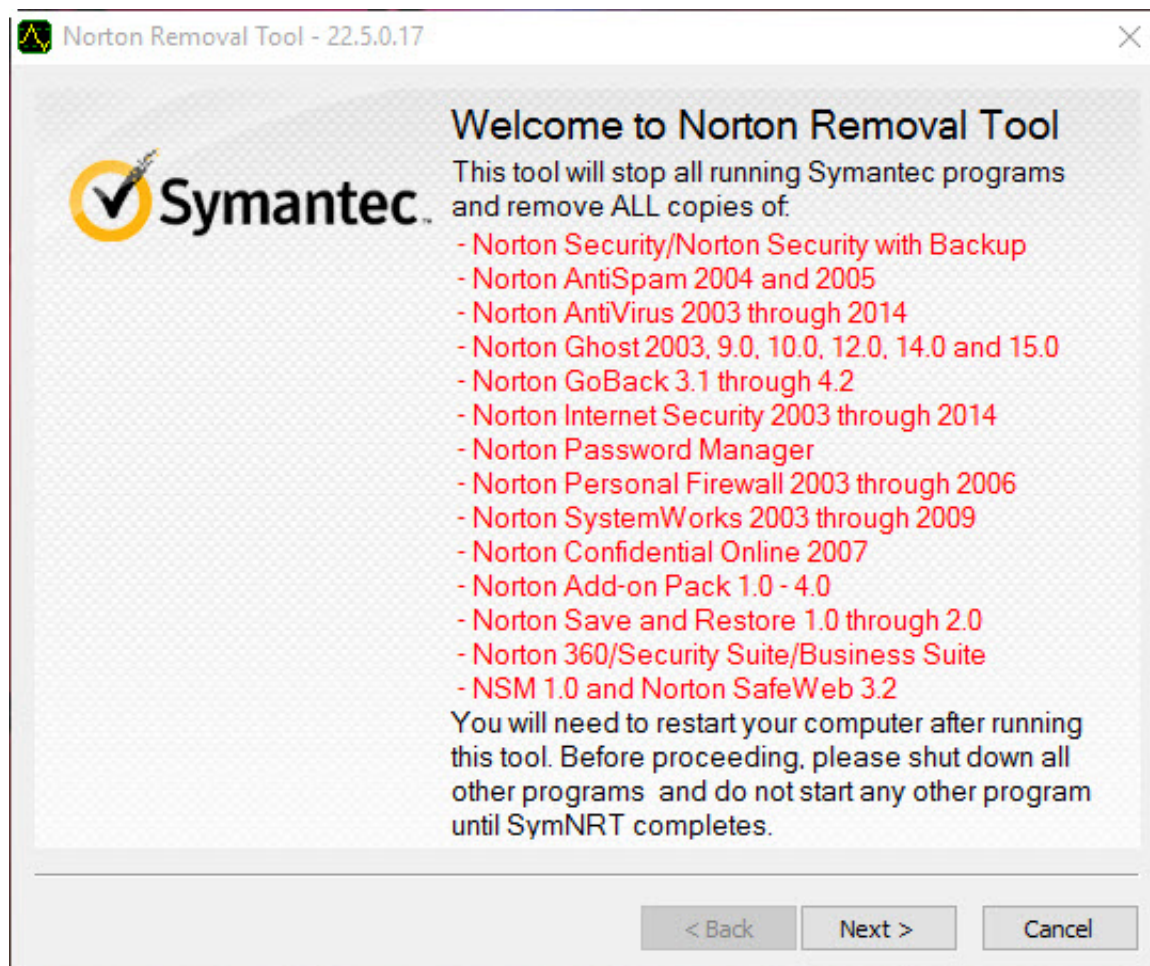 Norton Removal Tool - 22.5.0.17
Symantec.
Welcome to Norton Removal Tool
This tool will stop all running Symantec programs
and remove ALL copies of:
- Norton Security/Norton Security with Backup
- Norton AntiSpam 2004 and 2005
- Norton AntiVirus 2003 through 2014
- Norton Ghost 2003, 9.0, 10.0, 12.0, 14.0 and 15.0
- Norton GoBack 3.1 through 4.2
- Norton Internet Security 2003 through 2014
- Norton Password Manager
- Norton Personal Firewall 2003 through 2006
- Norton SystemWorks 2003 through 2009
- Norton Confidential Online 2007
- Norton Add-on Pack 1.0 - 4.0
- Norton Save and Restore 1.0 through 2.0
- Norton 360/Security Suite/Business Suite
- NSM 1.0 and Norton SafeWeb 3.2
You will need to restart your computer after running
this tool. Before proceeding, please shut down all
other programs  and do not start any other program
until SymNRT completes.
< Back
Next >
Cancel